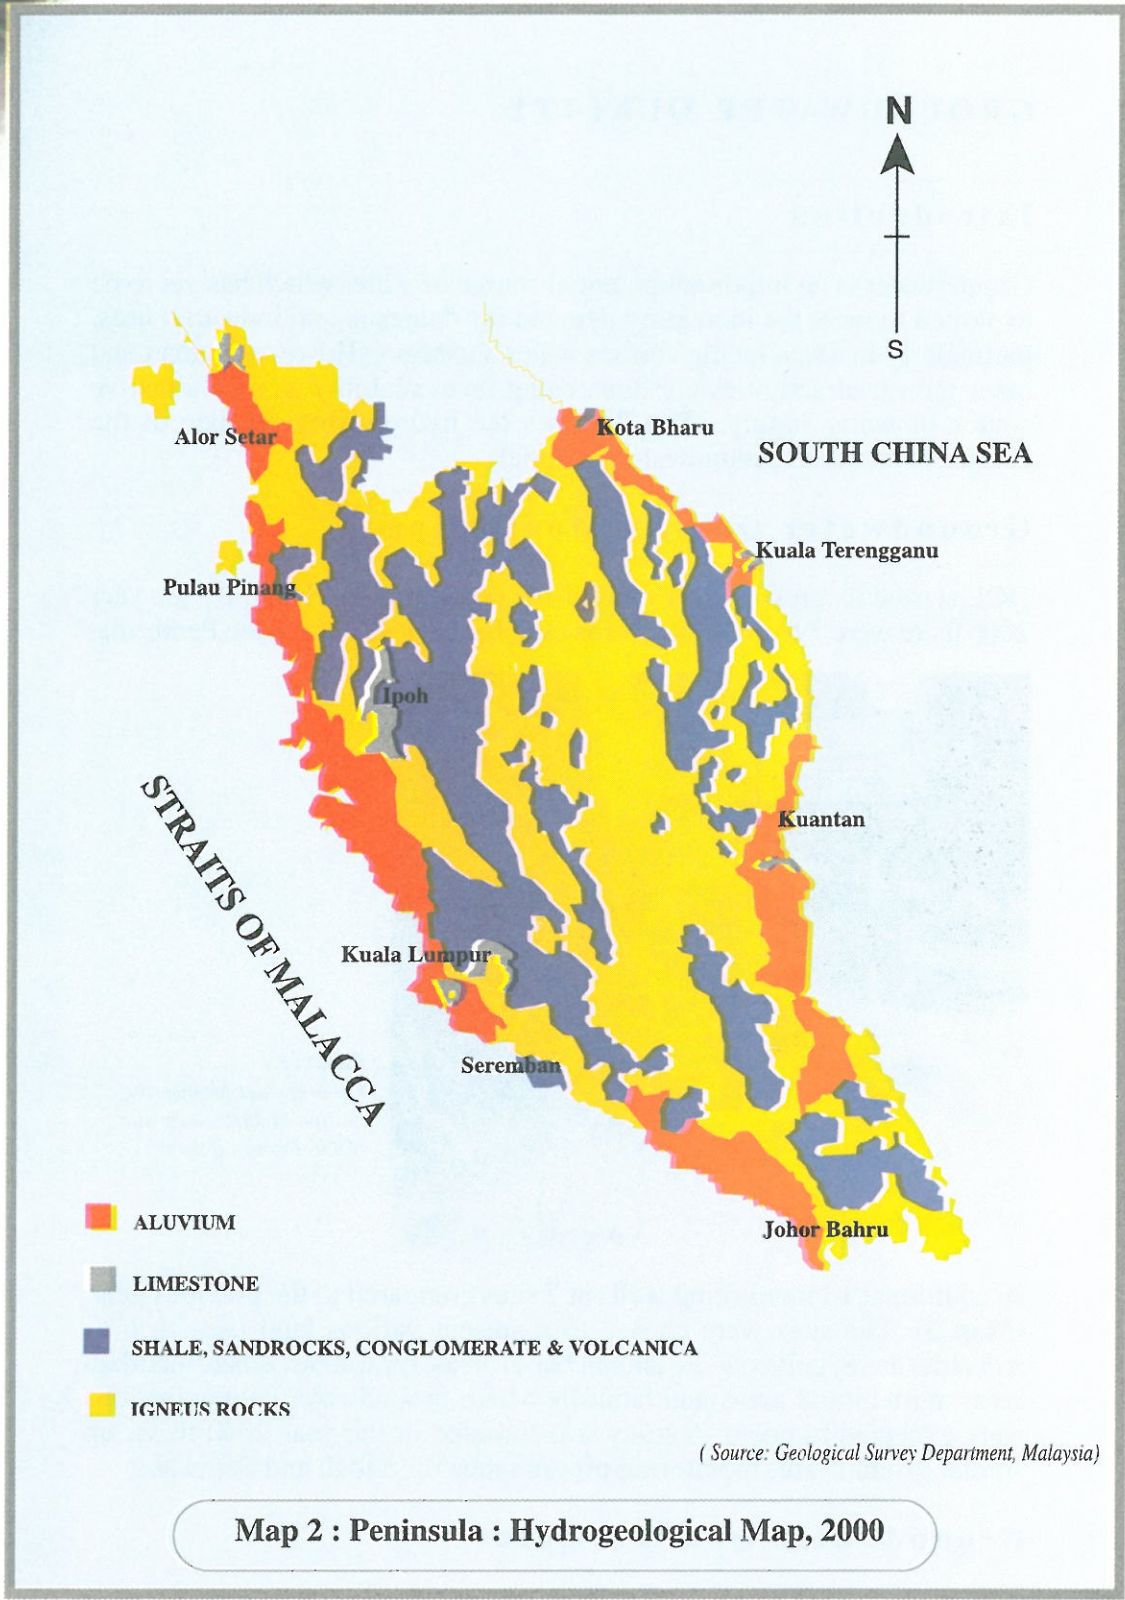 N
S
Kota Bharu
Alor Setar
SOUTH CHINA SEA
Kuala Terengganu
Pulau Pinang
Ipoh
STRAITS OF MALACCA
Kuantan
Kuala Lumpur
Seremban
Johor Bahru
ALUVIUM
LIMESTONE
SHALE, SANDROCKS, CONGLOMERATE & VOLCANICA
IGNEUS ROCKS
( Source: Geological Survey Department, Malaysia)
Map 2 : Peninsula : Hydrogeological Map, 2000